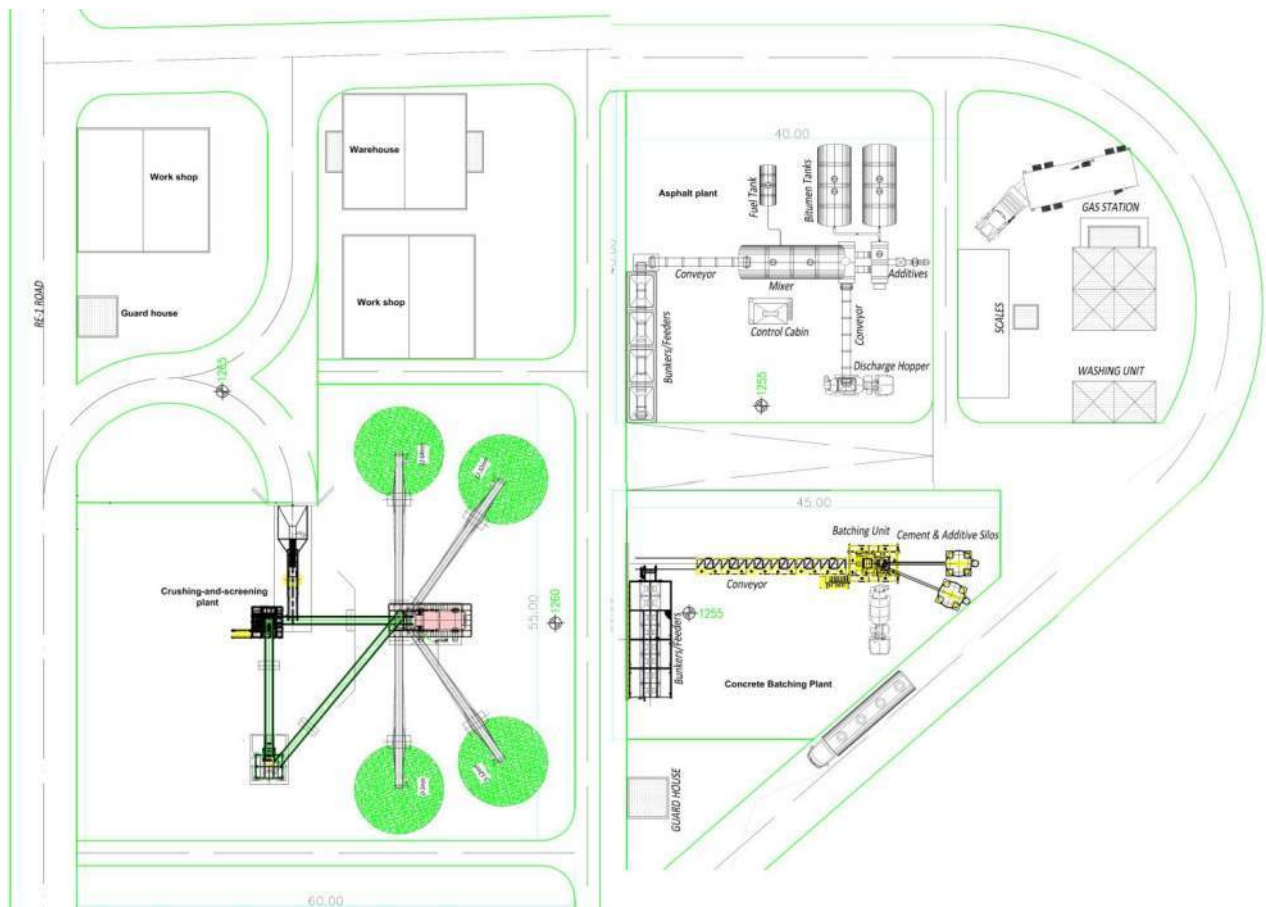 RE-1 ROAD
Work shop
Guard house
1265
Warehouse
Work shop
40.00
Asphalt plant
Fuel Tank
Bitumen Tanks
Conveyor
Mixer
Additives
Control Cabin
Conveyor
Bunkers/Feeders
Discharge Hopper
1255
GAS STATION
SCALES
WASHING UNIT
Crushing-and-screening
plant
55.00
1260
45.00
Batching Unit
Cement & Additive Silos
Conveyor
Bunkers/Feeders
1255
Concrete Batching Plant
GUARD HOUSE
60.00